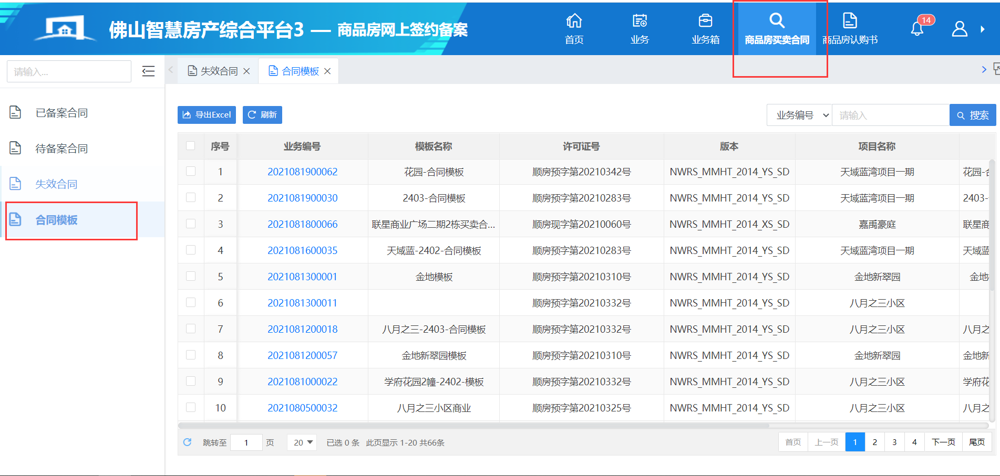 佛山智慧房产综合平台3 — 商品房网上签约备案
首页
业务
业务箱
商品房买卖合同
商品房认购书
14
请输入...
失效合同
合同模板
已备案合同
待备案合同
失效合同
合同模板
导出Excel
刷新
业务编号
请输入
搜索
序号 业务编号 模板名称 许可证号 版本 项目名称
1 2021081900062 花园-合同模板 顺房预字第20210342号 NWRS_MMHT_2014_YS_SD 天域蓝湾项目一期 花园-合
2 2021081900030 2403-合同模板 顺房预字第20210283号 NWRS_MMHT_2014_YS_SD 天域蓝湾项目一期 2403-
3 2021081800066 联星商业广场二期2栋买卖合... 顺房现字第20210060号 NWRS_MMHT_2014_XS_SD 嘉禹豪庭 联星商
4 2021081600035 天域蓝-2402-合同模板 顺房预字第20210283号 NWRS_MMHT_2014_YS_SD 天域蓝湾项目一期 天域蓝
5 2021081300001 金地模板 顺房预字第20210310号 NWRS_MMHT_2014_YS_SD 金地新翠园 金地
6 2021081300011 顺房预字第20210332号 NWRS_MMHT_2014_YS_SD 八月之三小区
7 2021081200018 八月之三-2403-合同模板 顺房预字第20210332号 NWRS_MMHT_2014_YS_SD 八月之三小区 八月之
8 2021081200057 金地新翠园模板 顺房预字第20210310号 NWRS_MMHT_2014_YS_SD 金地新翠园 金地新
9 2021081000022 学府花园2幢-2402-模板 顺房预字第20210332号 NWRS_MMHT_2014_YS_SD 八月之三小区 学府花
10 2021080500032 八月之三小区商业 顺房预字第20210325号 NWRS_MMHT_2014_YS_SD 八月之三小区 八月之
跳转至 1 页 20 已选 0 条 此页显示 1-20 共66条
首页 上一页 1 2 3 4 下一页 尾页